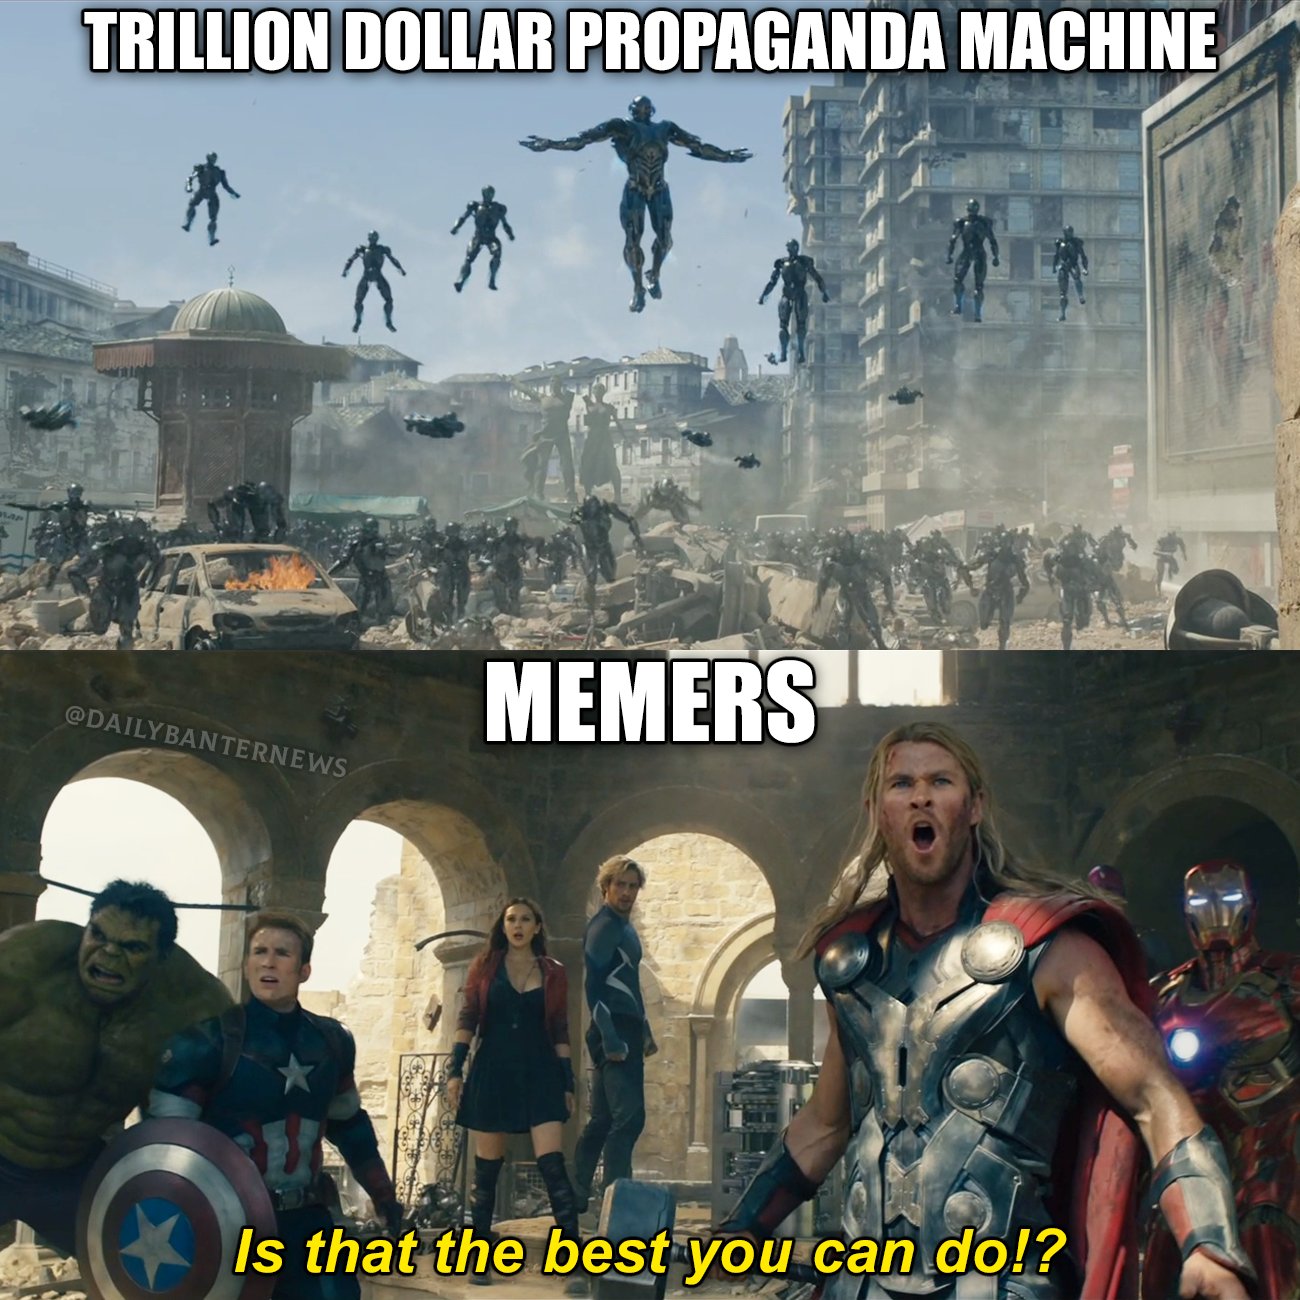 TRILLION DOLLAR PROPAGANDA MACHINE
MEMERS
@DAILYBANTERNEWS
Is that the best you can do!?